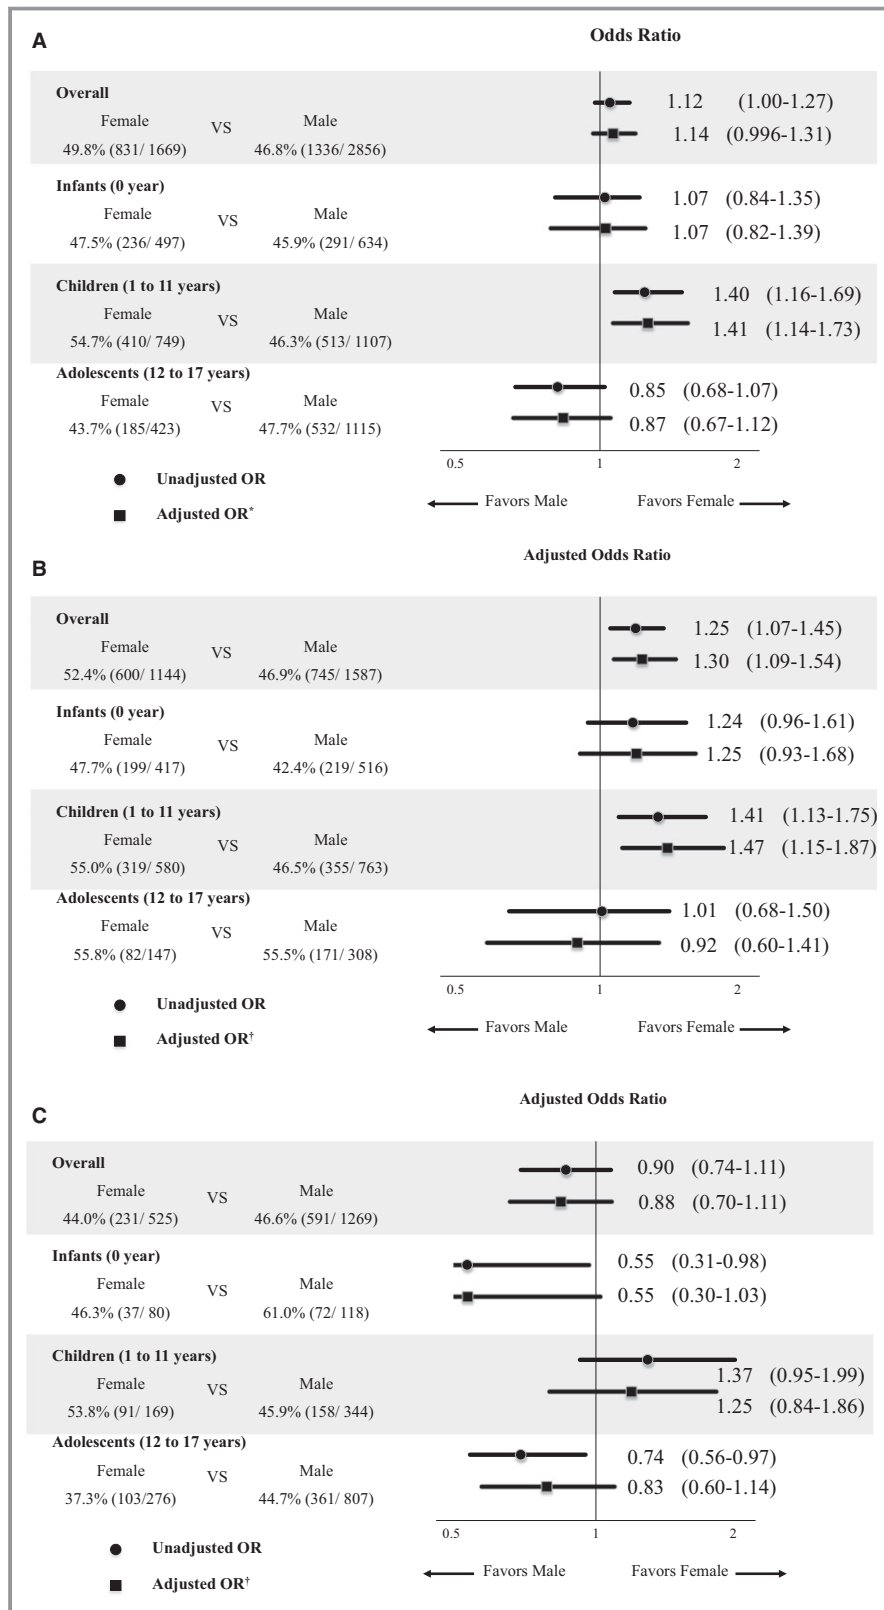 A
Odds Ratio
Overall
Female VS Male
49.8% (831/ 1669) 46.8% (1336/ 2856)
1.12 (1.00-1.27)
1.14 (0.996-1.31)
Infants (0 year)
Female VS Male
47.5% (236/ 497) 45.9% (291/ 634)
1.07 (0.84-1.35)
1.07 (0.82-1.39)
Children (1 to 11 years)
Female VS Male
54.7% (410/ 749) 46.3% (513/ 1107)
1.40 (1.16-1.69)
1.41 (1.14-1.73)
Adolescents (12 to 17 years)
Female VS Male
43.7% (185/423) 47.7% (532/ 1115)
0.85 (0.68-1.07)
0.87 (0.67-1.12)
0.5 1 2
Unadjusted OR
Favors Male Favors Female
Adjusted OR*
B
Adjusted Odds Ratio
Overall
Female VS Male
52.4% (600/ 1144) 46.9% (745/ 1587)
1.25 (1.07-1.45)
1.30 (1.09-1.54)
Infants (0 year)
Female VS Male
47.7% (199/ 417) 42.4% (219/ 516)
1.24 (0.96-1.61)
1.25 (0.93-1.68)
Children (1 to 11 years)
Female VS Male
55.0% (319/ 580) 46.5% (355/ 763)
1.41 (1.13-1.75)
1.47 (1.15-1.87)
Adolescents (12 to 17 years)
Female VS Male
55.8% (82/147) 55.5% (171/ 308)
1.01 (0.68-1.50)
0.92 (0.60-1.41)
0.5 1 2
Unadjusted OR
Favors Male Favors Female
Adjusted OR†
C
Adjusted Odds Ratio
Overall
Female VS Male
44.0% (231/ 525) 46.6% (591/ 1269)
0.90 (0.74-1.11)
0.88 (0.70-1.11)
Infants (0 year)
Female VS Male
46.3% (37/ 80) 61.0% (72/ 118)
0.55 (0.31-0.98)
0.55 (0.30-1.03)
Children (1 to 11 years)
Female VS Male
53.8% (91/ 169) 45.9% (158/ 344)
1.37 (0.95-1.99)
1.25 (0.84-1.86)
Adolescents (12 to 17 years)
Female VS Male
37.3% (103/276) 44.7% (361/ 807)
0.74 (0.56-0.97)
0.83 (0.60-1.14)
0.5 1 2
Unadjusted OR
Favors Male Favors Female
Adjusted OR†